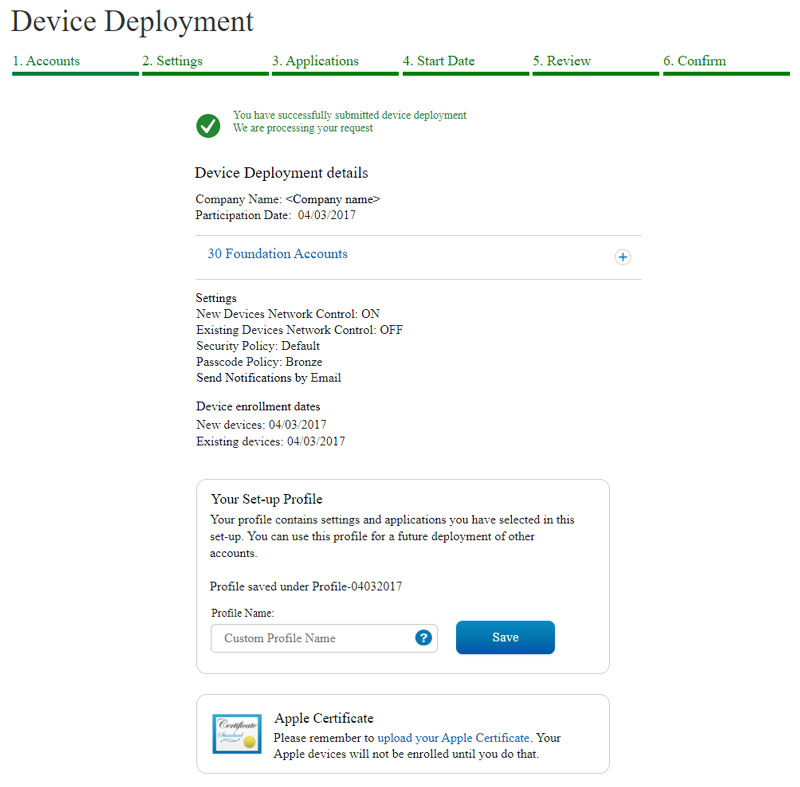 Device Deployment
1. Accounts
2. Settings
3. Applications
4. Start Date
5. Review
6. Confirm
You have successfully submitted device deployment
We are processing your request
Device Deployment details
Company Name: <Company name>
Participation Date: 04/03/2017
30 Foundation Accounts
Settings
New Devices Network Control: ON
Existing Devices Network Control: OFF
Security Policy: Default
Passcode Policy: Bronze
Send Notifications by Email
Device enrollment dates
New devices: 04/03/2017
Existing devices: 04/03/2017
Your Set-up Profile
Your profile contains settings and applications you have selected in this
set-up. You can use this profile for a future deployment of other
accounts.
Profile saved under Profile-04032017
Profile Name:
Custom Profile Name
?
Save
Certificate
Standard
Apple Certificate
Please remember to upload your Apple Certificate. Your
Apple devices will not be enrolled until you do that.